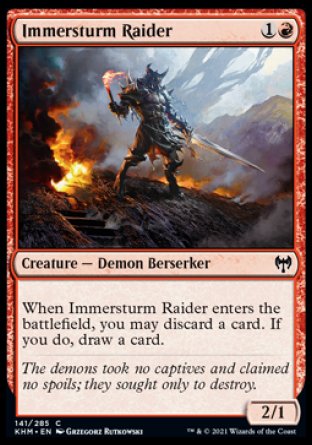 Immersturm Raider 1
Creature — Demon Berserker
When Immersturm Raider enters the
battlefield, you may discard a card. If
you do, draw a card.
The demons took no captives and claimed
no spoils; they sought only to destroy.
2/1
141/285 C
KHM • EN Grzegorz Rutkowski
™ & © 2021 Wizards of the Coast